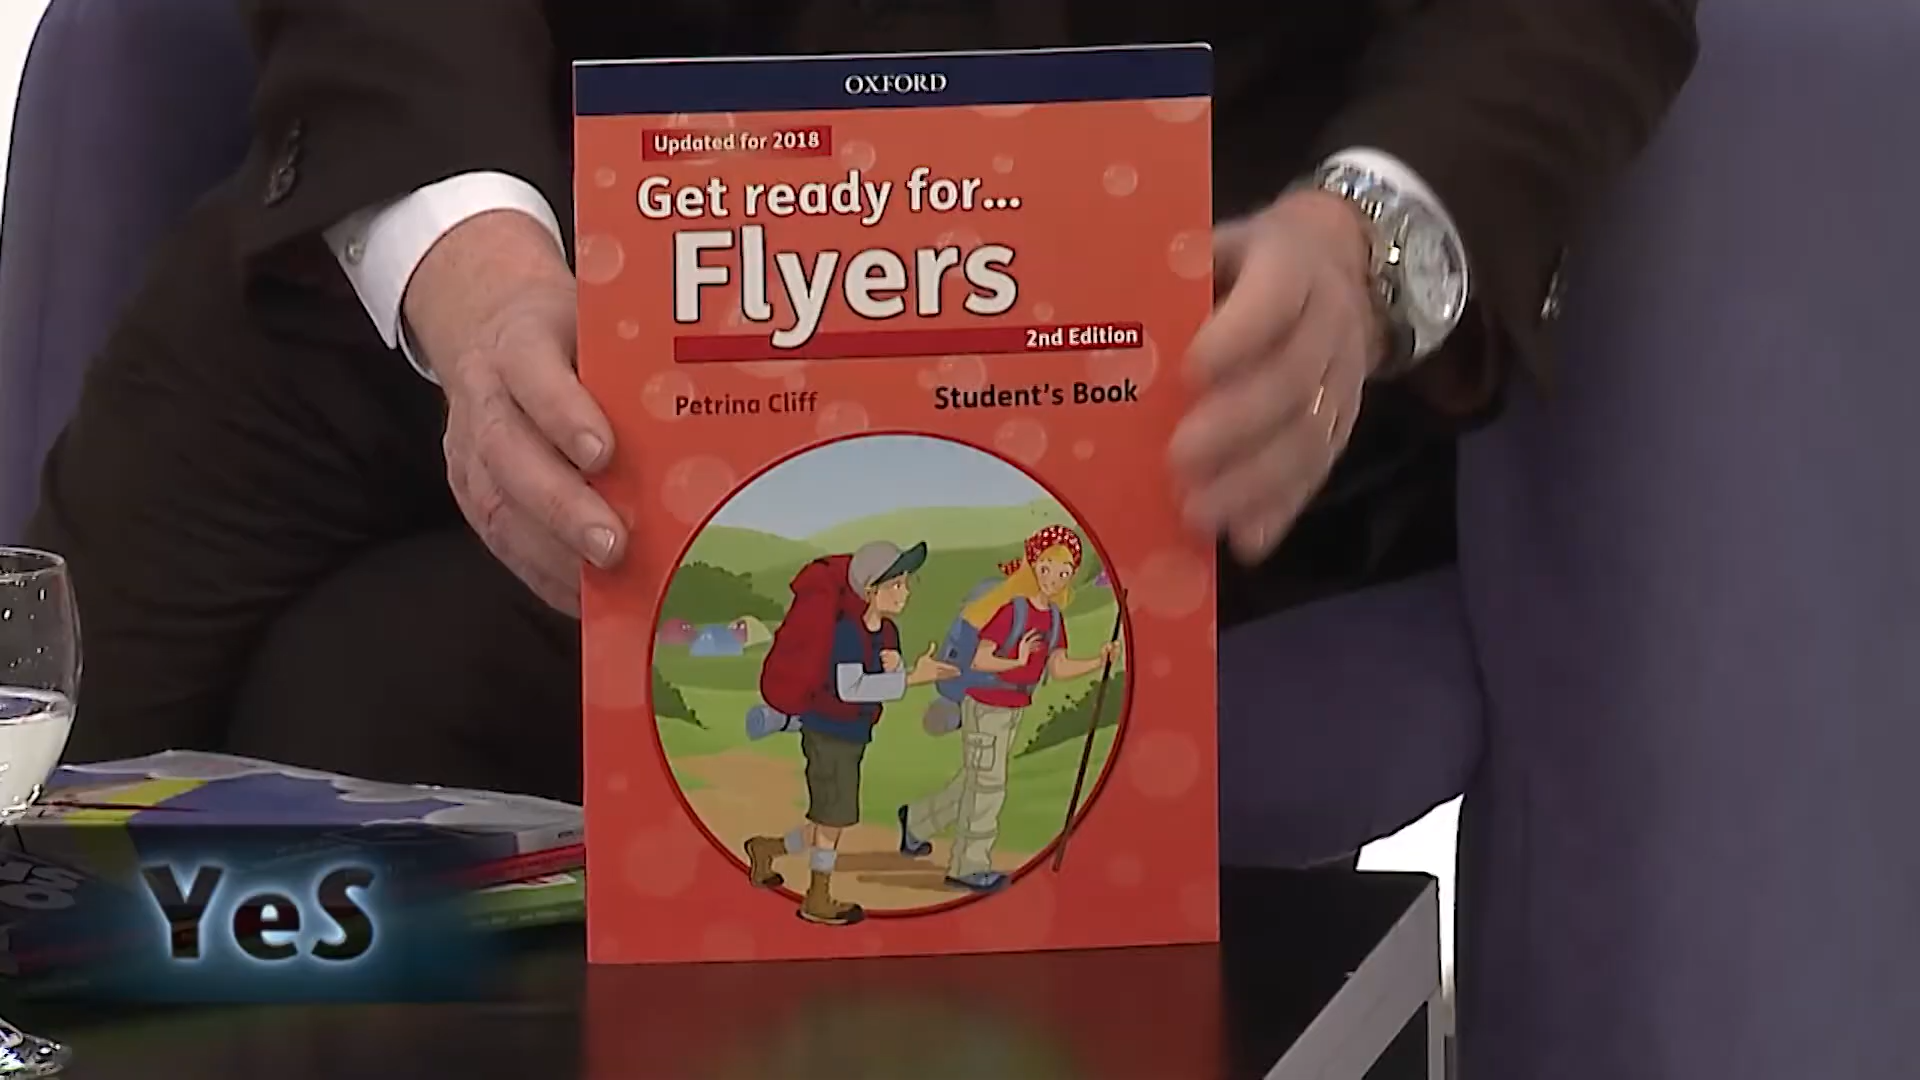 OXFORD
Updated for 2018
Get ready for...
Flyers
2nd Edition
Petrina Cliff
Student's Book
YeS